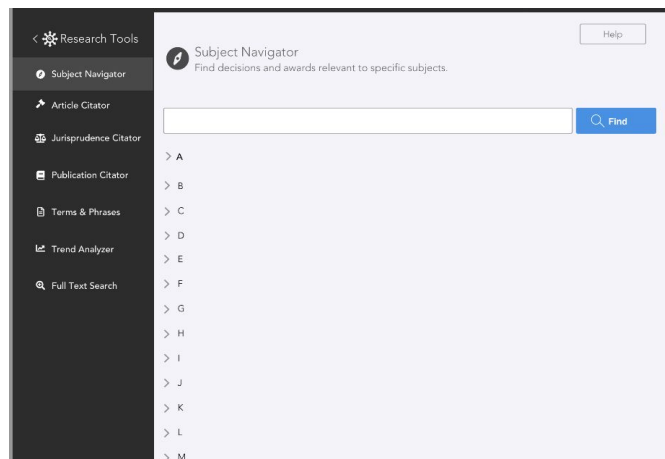 Research Tools
Subject Navigator
Article Citator
Jurisprudence Citator
Publication Citator
Terms & Phrases
Trend Analyzer
Full Text Search
Help
Subject Navigator
Find decisions and awards relevant to specific subjects.
Find
A
B
C
D
E
F
G
H
I
J
K
L
M